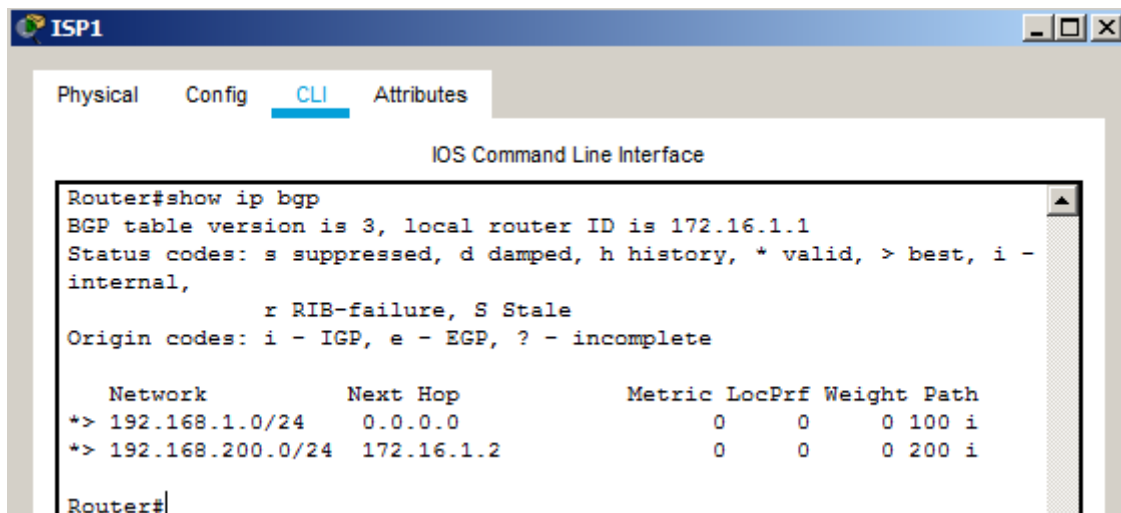 ISP1
Physical Config CLI Attributes
IOS Command Line Interface
Router#show ip bgp
BGP table version is 3, local router ID is 172.16.1.1
Status codes: s suppressed, d damped, h history, * valid, > best, i -
internal,
r RIB-failure, S Stale
Origin codes: i - IGP, e - EGP, ? - incomplete
Network Next Hop Metric LocPrf Weight Path
*> 192.168.1.0/24 0.0.0.0 0 0 0 100 i
*> 192.168.200.0/24 172.16.1.2 0 0 0 200 i
Router#